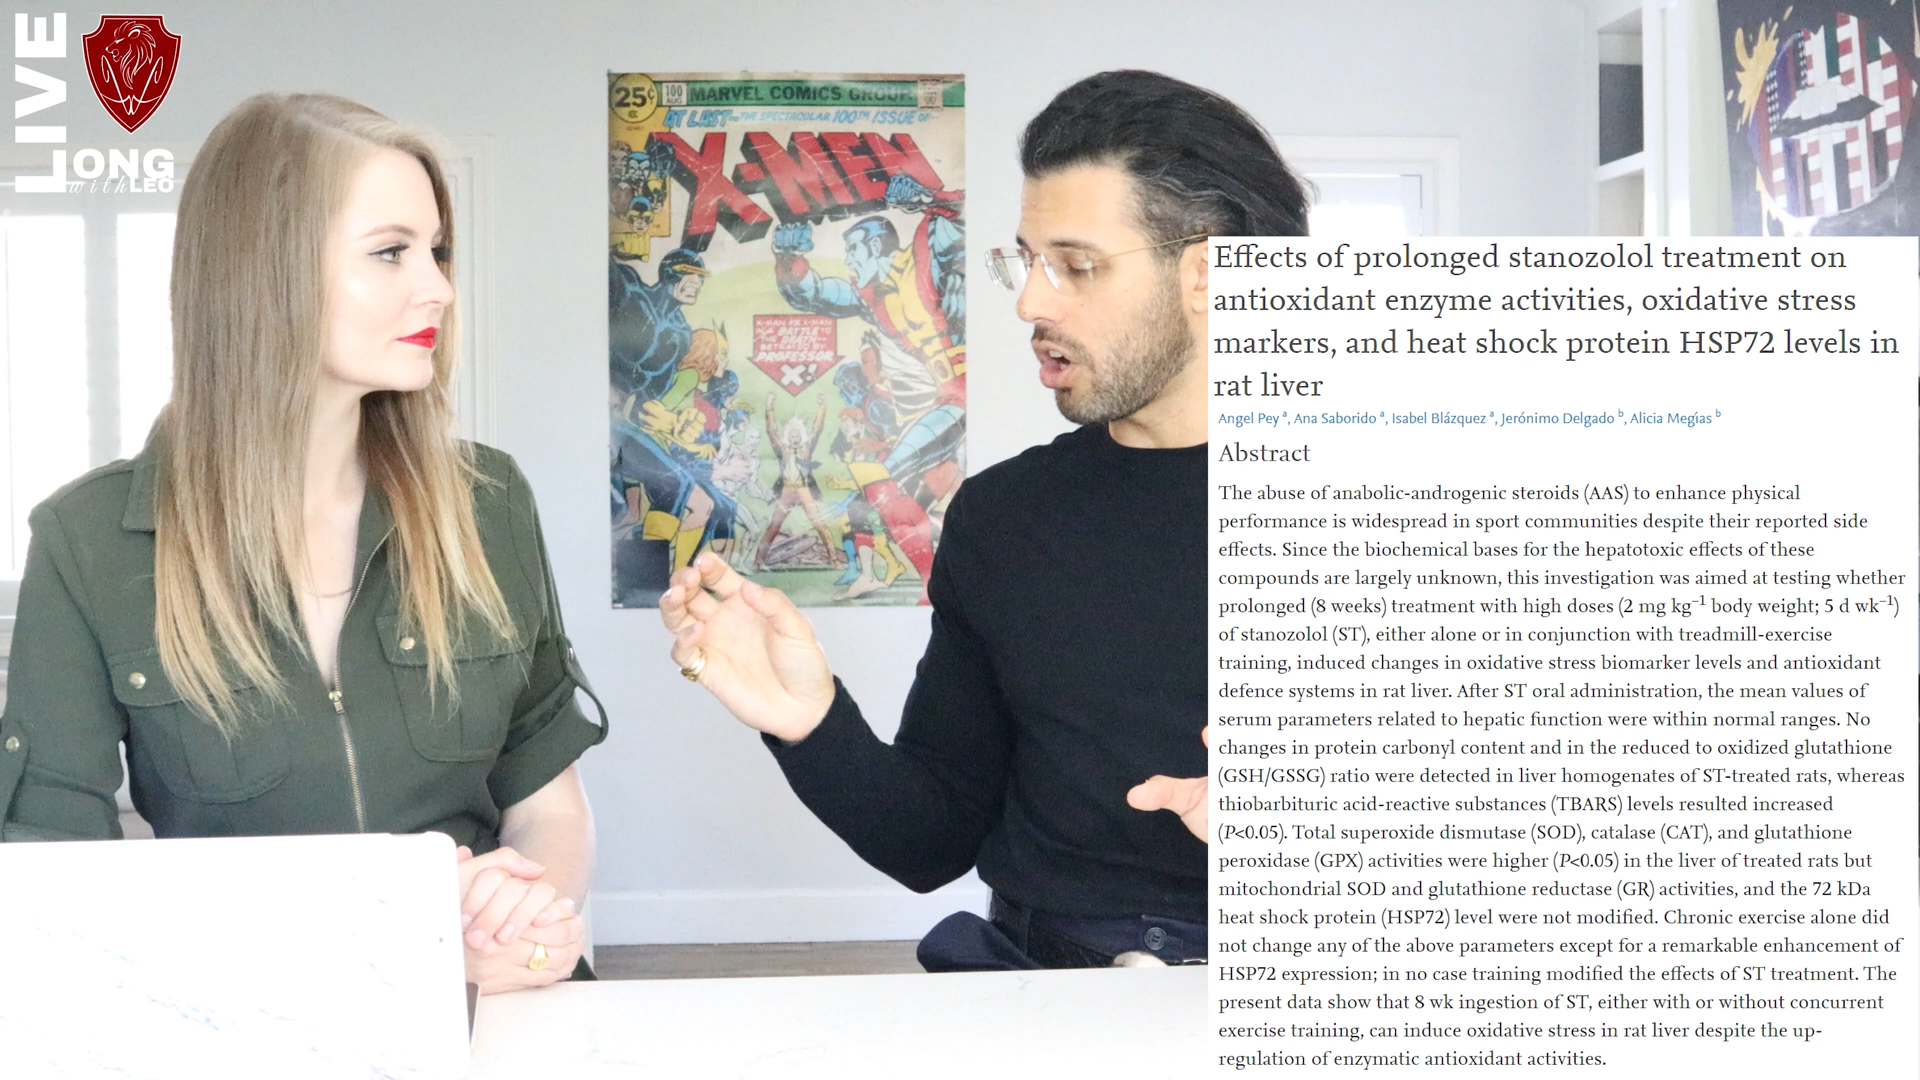 LIVE
LONG
with LEO
25¢
100
AUG
MARVEL COMICS GROUP
AT LAST—THE SPECTACULAR 100TH ISSUE OF--
X-MEN
X-MAN VS. X-MAN
IN A BATTLE TO
THE DEATH--
BETRAYED BY
PROFESSOR
X!
Effects of prolonged stanozolol treatment on
antioxidant enzyme activities, oxidative stress
markers, and heat shock protein HSP72 levels in
rat liver
Angel Pey ª, Ana Saborido ª, Isabel Blázquez ª, Jerónimo Delgado ᵇ, Alicia Megías ᵇ
Abstract
The abuse of anabolic-androgenic steroids (AAS) to enhance physical
performance is widespread in sport communities despite their reported side
effects. Since the biochemical bases for the hepatotoxic effects of these
compounds are largely unknown, this investigation was aimed at testing whether
prolonged (8 weeks) treatment with high doses (2 mg kg⁻¹ body weight; 5 d wk⁻¹)
of stanozolol (ST), either alone or in conjunction with treadmill-exercise
training, induced changes in oxidative stress biomarker levels and antioxidant
defence systems in rat liver. After ST oral administration, the mean values of
serum parameters related to hepatic function were within normal ranges. No
changes in protein carbonyl content and in the reduced to oxidized glutathione
(GSH/GSSG) ratio were detected in liver homogenates of ST-treated rats, whereas
thiobarbituric acid-reactive substances (TBARS) levels resulted increased
(P<0.05). Total superoxide dismutase (SOD), catalase (CAT), and glutathione
peroxidase (GPX) activities were higher (P<0.05) in the liver of treated rats but
mitochondrial SOD and glutathione reductase (GR) activities, and the 72 kDa
heat shock protein (HSP72) level were not modified. Chronic exercise alone did
not change any of the above parameters except for a remarkable enhancement of
HSP72 expression; in no case training modified the effects of ST treatment. The
present data show that 8 wk ingestion of ST, either with or without concurrent
exercise training, can induce oxidative stress in rat liver despite the up-
regulation of enzymatic antioxidant activities.